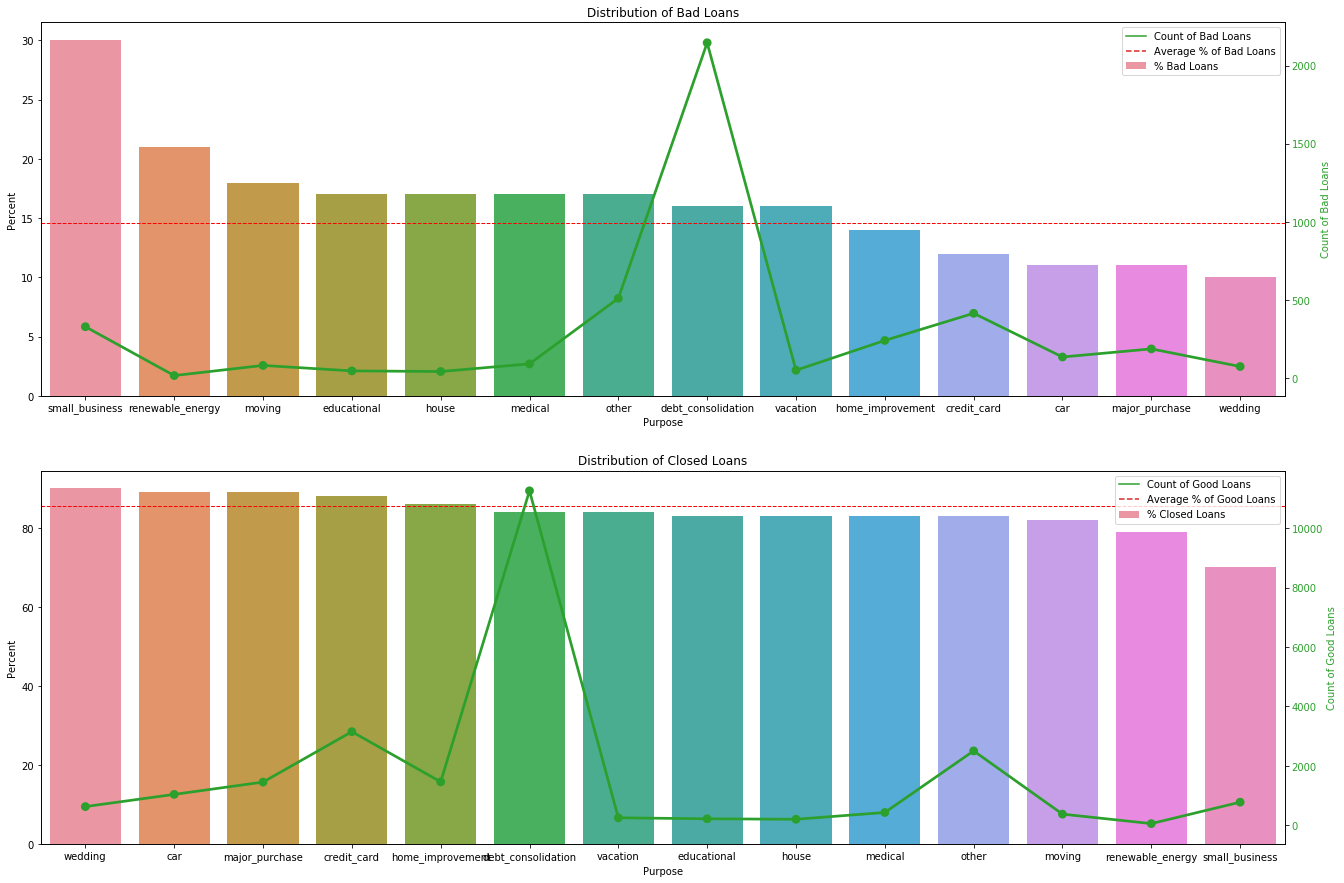 Distribution of Bad Loans
Count of Bad Loans
Average % of Bad Loans
% Bad Loans
30
25
20
15
10
5
0
Percent
2000
1500
1000
500
0
Count of Bad Loans
small_business renewable_energy moving educational house medical other debt_consolidation vacation home_improvement credit_card car major_purchase wedding
Purpose
Distribution of Closed Loans
Count of Good Loans
Average % of Good Loans
% Closed Loans
80
60
40
20
0
Percent
10000
8000
6000
4000
2000
0
Count of Good Loans
wedding car major_purchase credit_card home_improvement debt_consolidation vacation educational house medical other moving renewable_energy small_business
Purpose